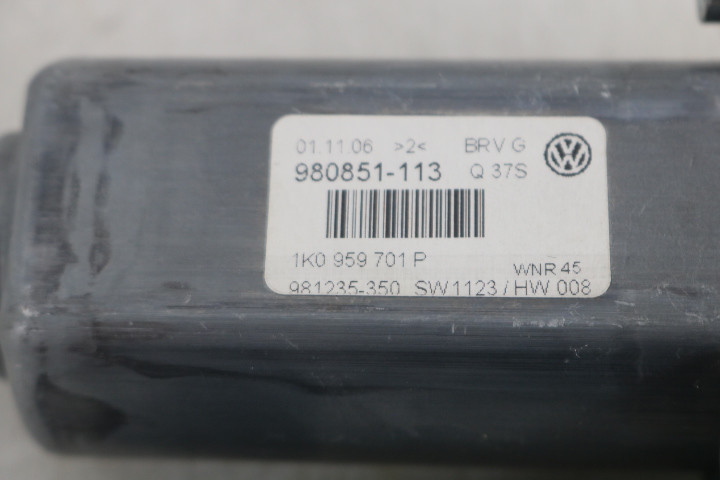 01.11.06 >2< BRV G
980851-113 Q 37S
1K0 959 701 P
WNR 45
981235-350 SW1123 / HW 008